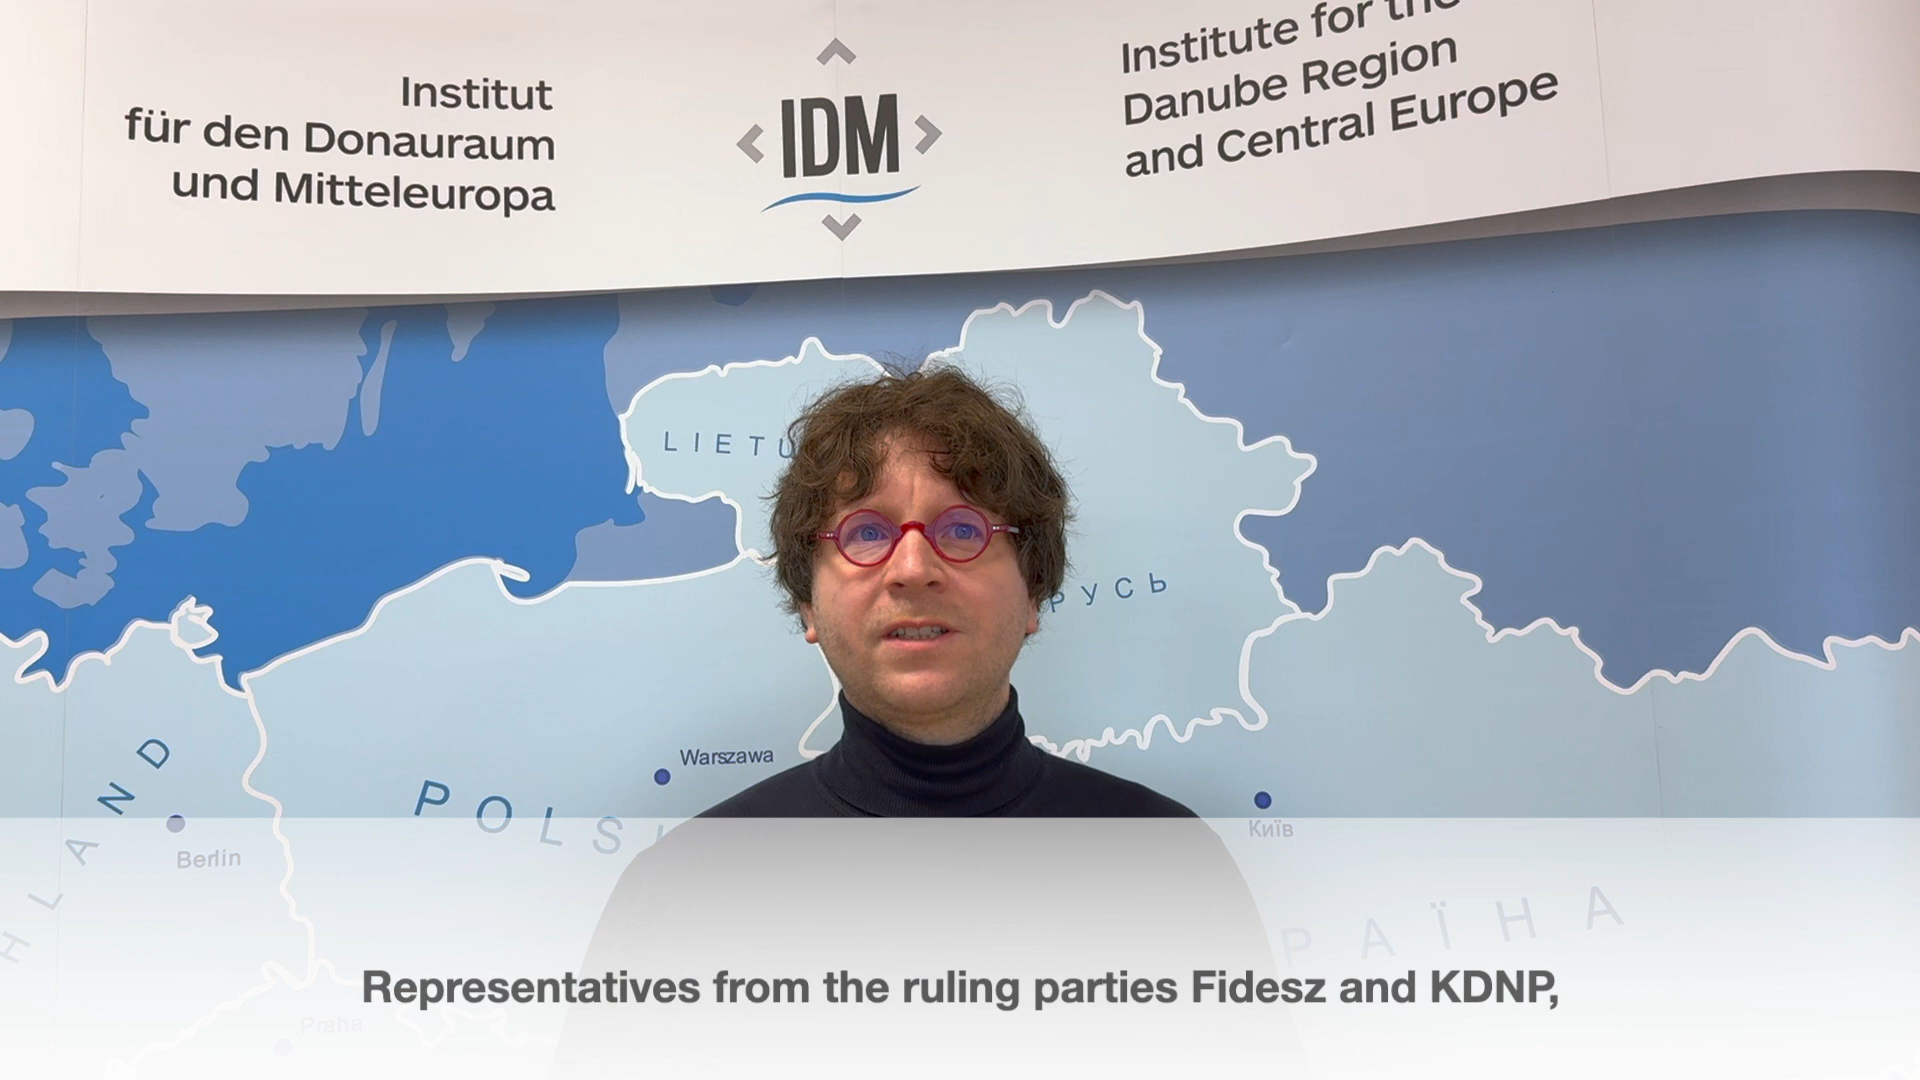 Institut
für den Donauraum
und Mitteleuropa
IDM
Institute for the
Danube Region
and Central Europe
LIETU
РУСЬ
Warszawa
POLS
Київ
Berlin
HLAND
РАЇНА
Praha
Representatives from the ruling parties Fidesz and KDNP,